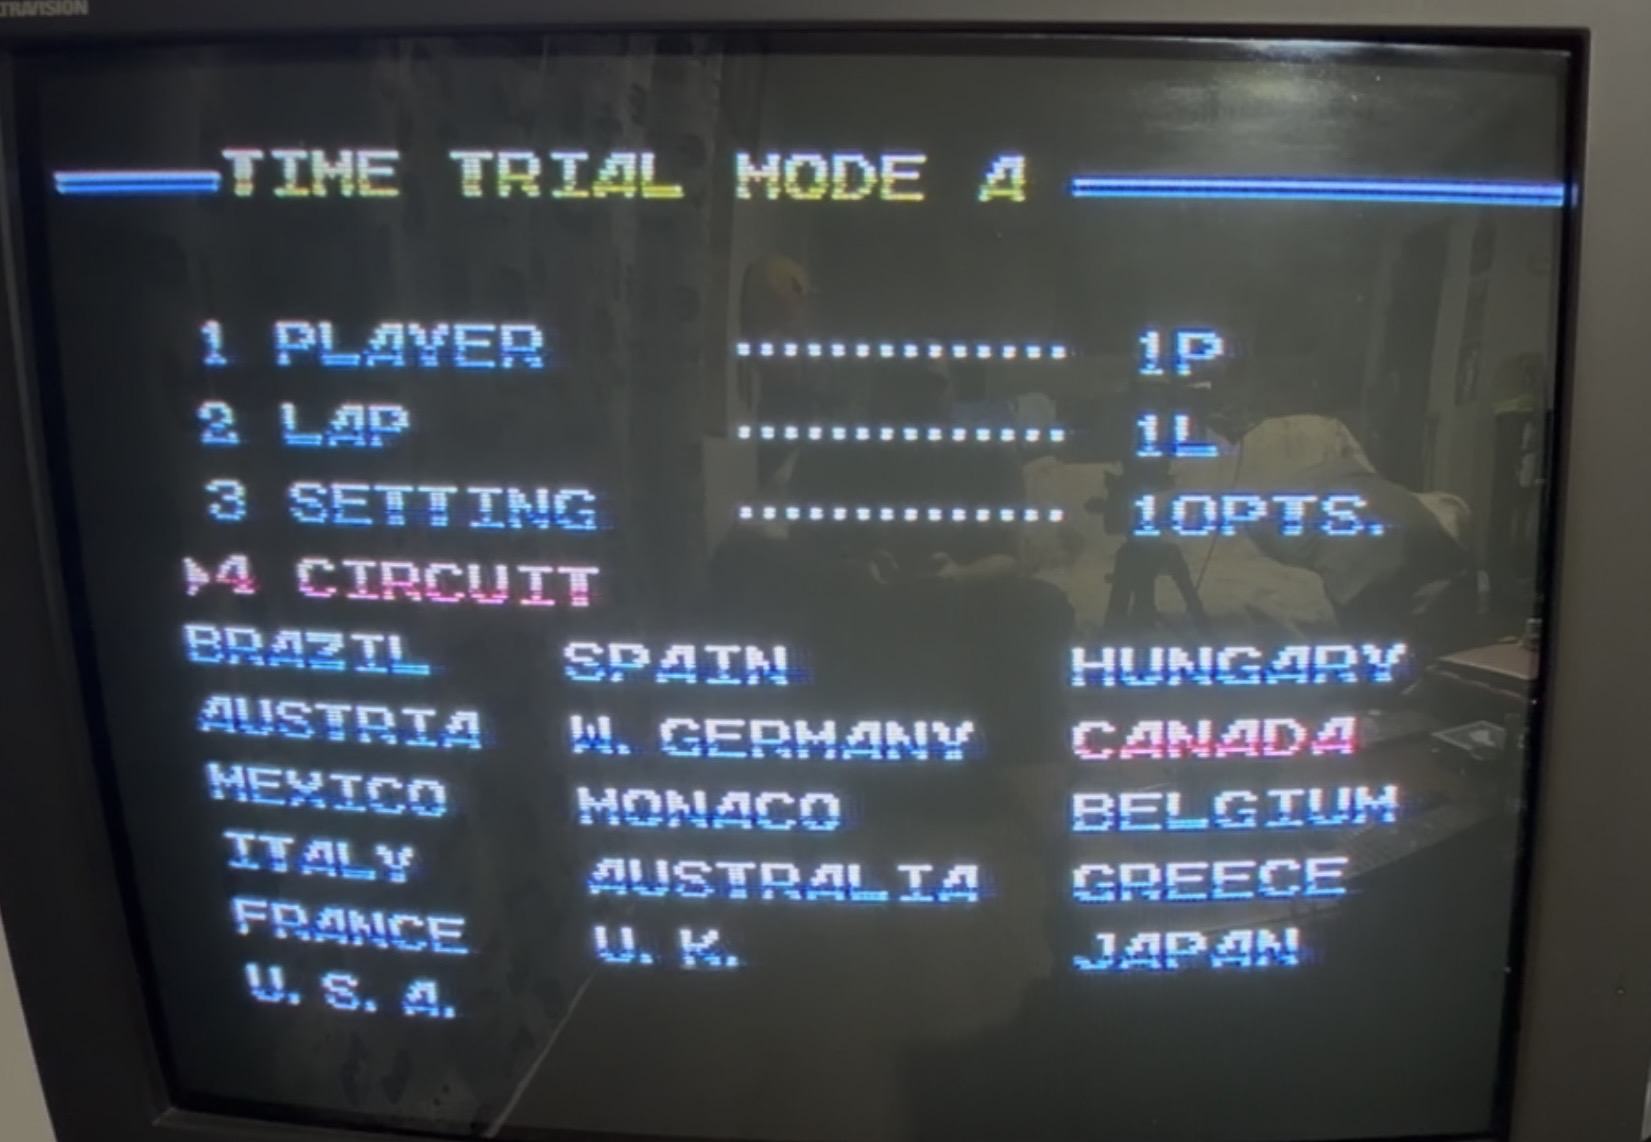 TRAVISION
TIME TRIAL MODE A
1 PLAYER .............. 1P
2 LAP .............. 1L
3 SETTING .............. 10PTS.
▶4 CIRCUIT
BRAZIL SPAIN HUNGARY
AUSTRIA W. GERMANY CANADA
MEXICO MONACO BELGIUM
ITALY AUSTRALIA GREECE
FRANCE U. K. JAPAN
U. S. A.